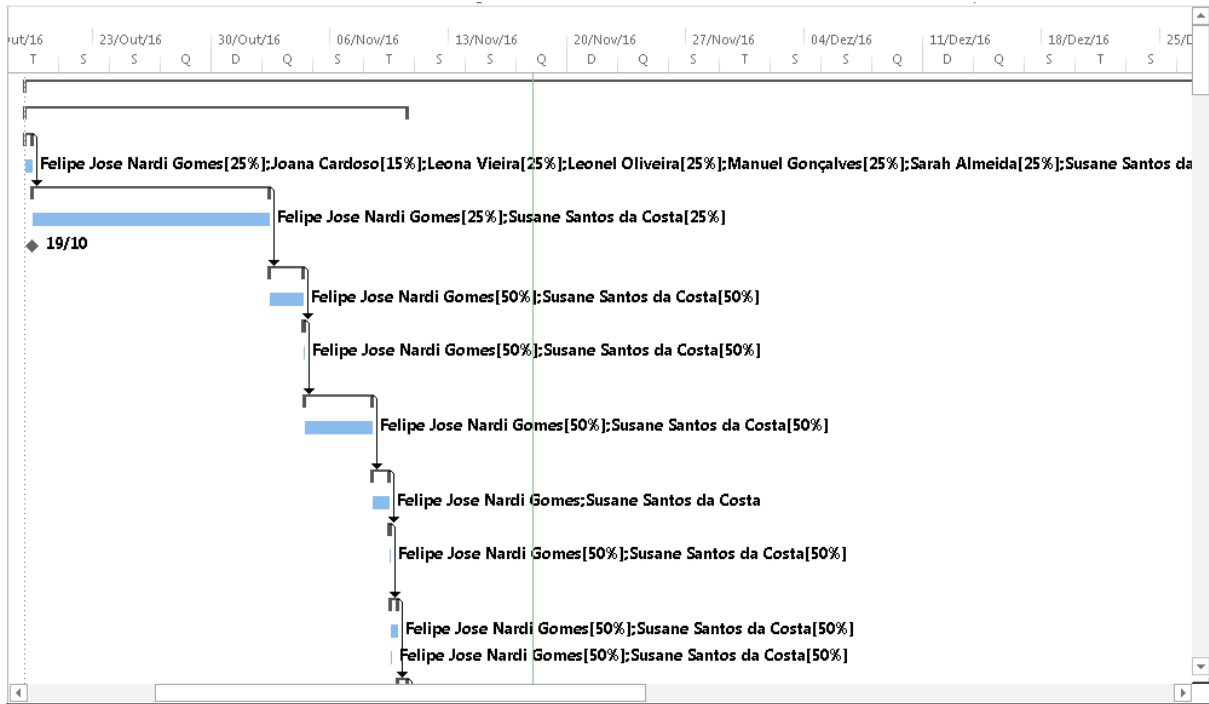 ut/16 23/Out/16 30/Out/16 06/Nov/16 13/Nov/16 20/Nov/16 27/Nov/16 04/Dez/16 11/Dez/16 18/Dez/16 25/D
T S S Q D Q S T S S Q D Q S T S S Q D Q S T S
Felipe Jose Nardi Gomes[25%];Joana Cardoso[15%];Leona Vieira[25%];Leonel Oliveira[25%];Manuel Gonçalves[25%];Sarah Almeida[25%];Susane Santos da
Felipe Jose Nardi Gomes[25%];Susane Santos da Costa[25%]
19/10
Felipe Jose Nardi Gomes[50%];Susane Santos da Costa[50%]
Felipe Jose Nardi Gomes[50%];Susane Santos da Costa[50%]
Felipe Jose Nardi Gomes[50%];Susane Santos da Costa[50%]
Felipe Jose Nardi Gomes;Susane Santos da Costa
Felipe Jose Nardi Gomes[50%];Susane Santos da Costa[50%]
Felipe Jose Nardi Gomes[50%];Susane Santos da Costa[50%]
Felipe Jose Nardi Gomes[50%];Susane Santos da Costa[50%]